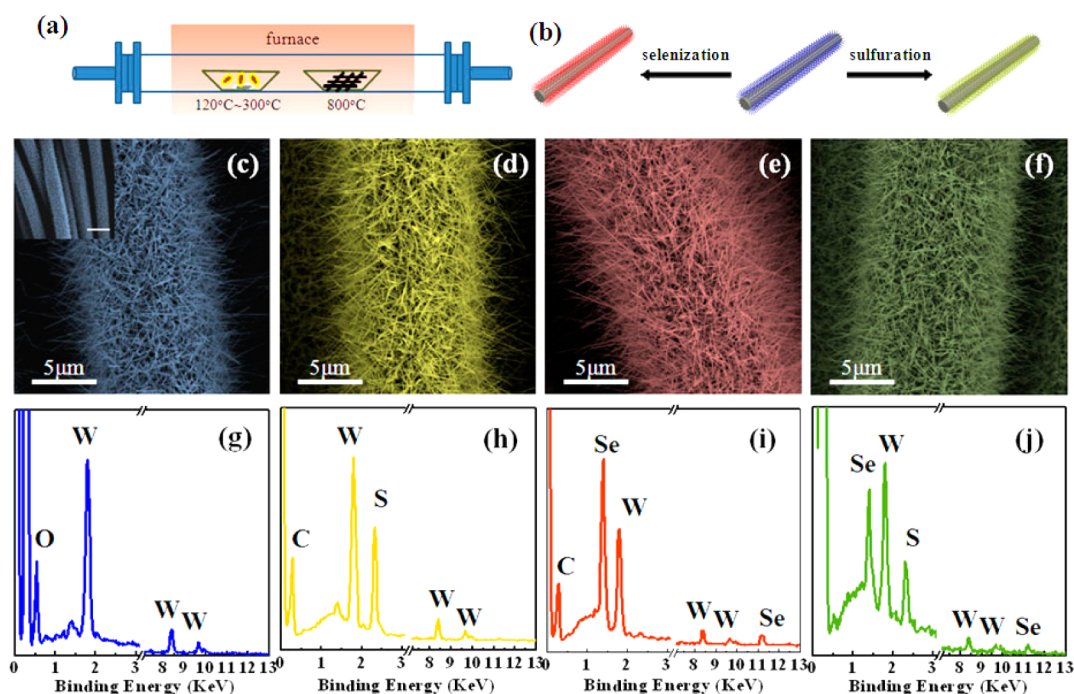 (a)
furnace
120°C~300°C
800°C
(b)
selenization
sulfuration
(c)
5μm
(d)
5μm
(e)
5μm
(f)
5μm
(g)
W
O
W
W
0 1 2 3 8 9 10 11 12 13
Binding Energy (KeV)
(h)
W
S
C
W
W
0 1 2 3 8 9 10 11 12 13
Binding Energy (KeV)
(i)
Se
W
C
W
W
Se
0 1 2 3 8 9 10 11 12 13
Binding Energy (KeV)
(j)
W
Se
S
W
W
Se
0 1 2 3 8 9 10 11 12 13
Binding Energy (KeV)